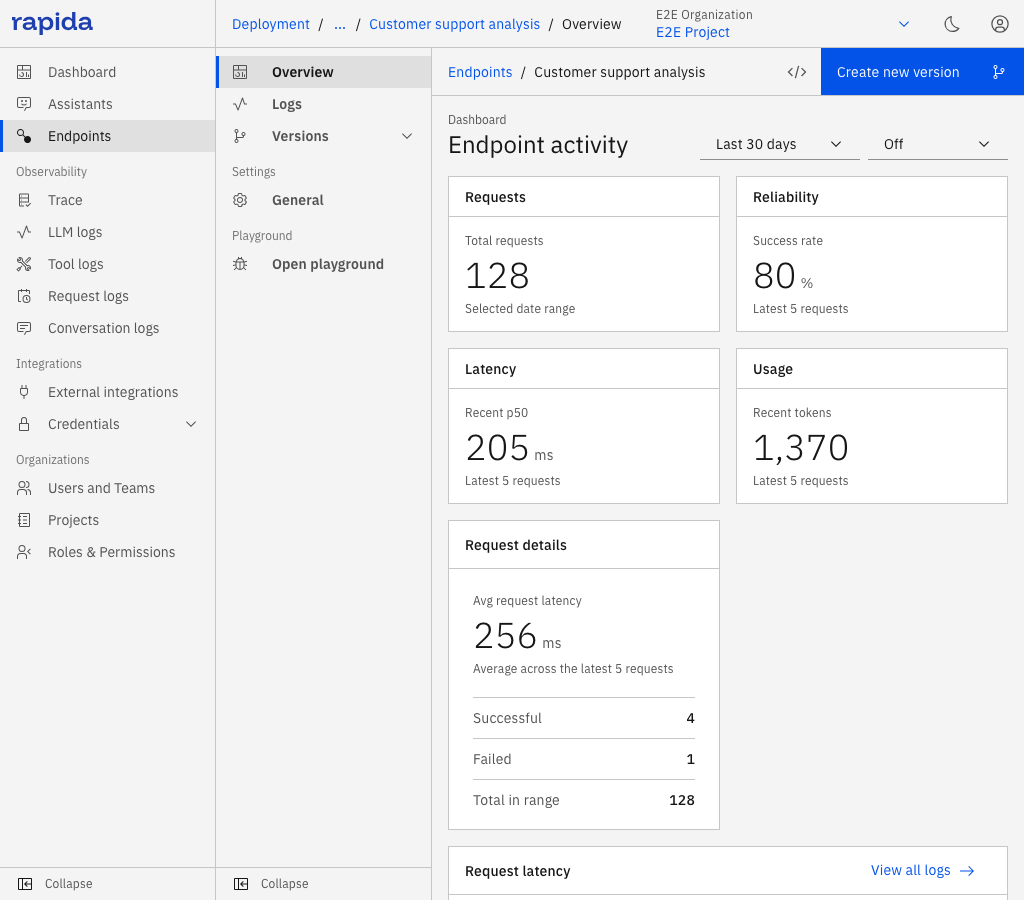 rapida
Deployment / ... / Customer support analysis / Overview
E2E Organization
E2E Project
Dashboard
Assistants
Endpoints
Observability
Trace
LLM logs
Tool logs
Request logs
Conversation logs
Integrations
External integrations
Credentials
Organizations
Users and Teams
Projects
Roles & Permissions
Collapse
Overview
Logs
Versions
Settings
General
Playground
Open playground
Collapse
Endpoints / Customer support analysis
Create new version
Dashboard
Endpoint activity
Last 30 days
Off
Requests
Total requests
128
Selected date range
Reliability
Success rate
80 %
Latest 5 requests
Latency
Recent p50
205 ms
Latest 5 requests
Usage
Recent tokens
1,370
Latest 5 requests
Request details
Avg request latency
256 ms
Average across the latest 5 requests
Successful 4
Failed 1
Total in range 128
Request latency
View all logs